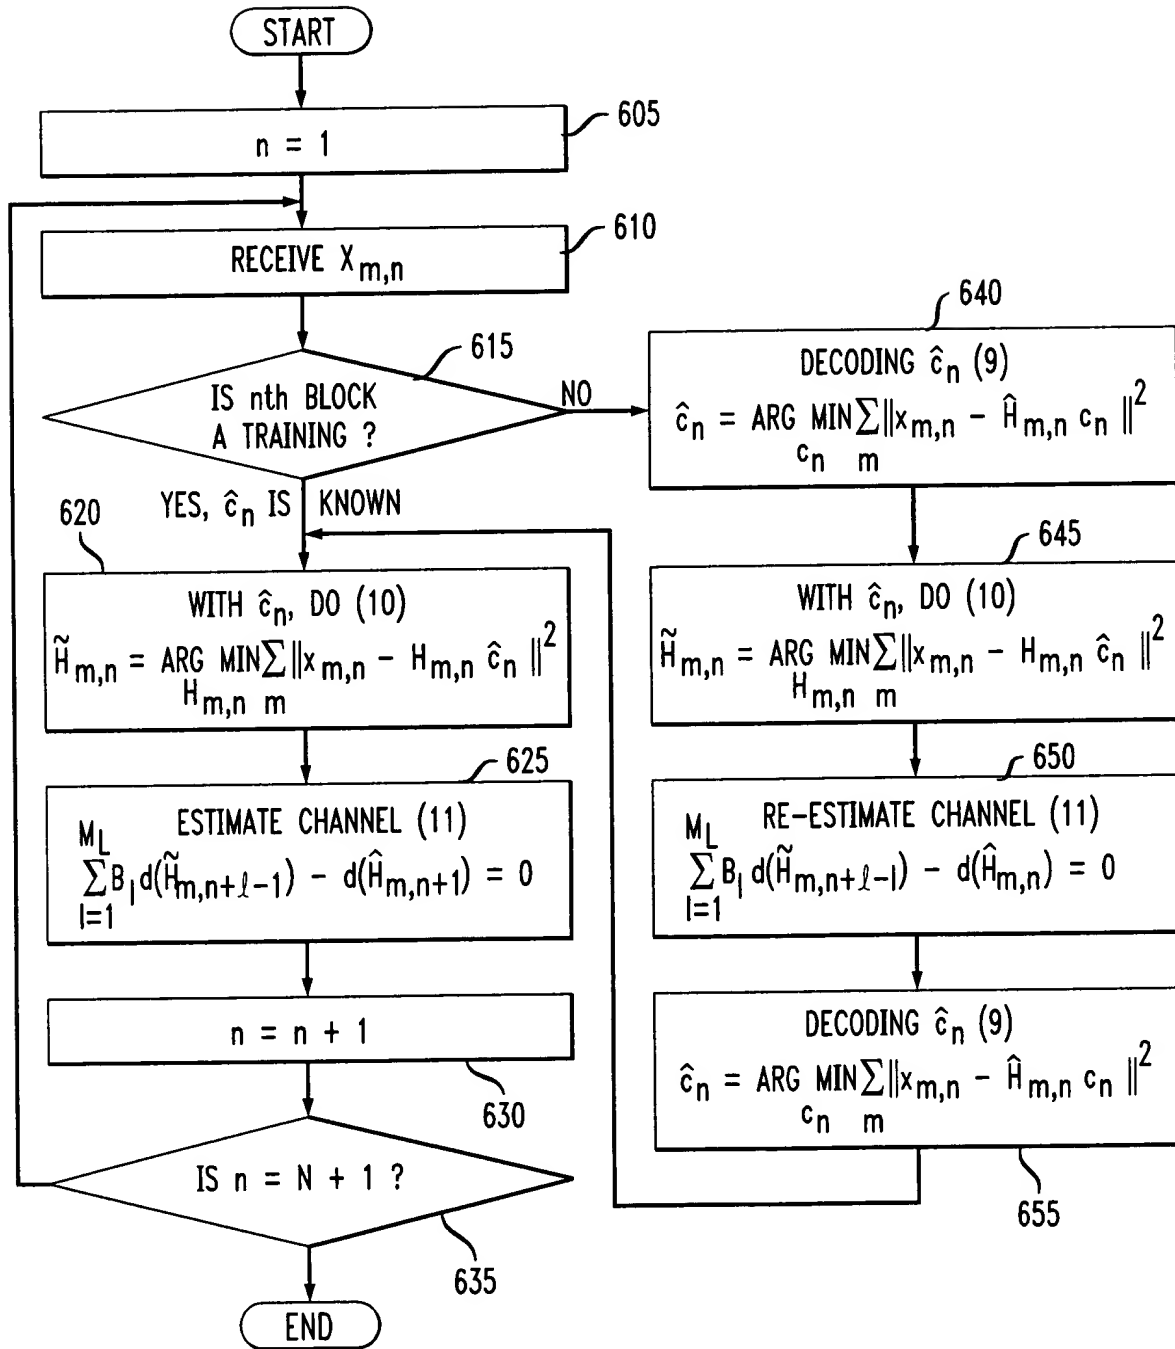 START
605
n = 1
610
RECEIVE X_{m,n}
615
IS nth BLOCK
A TRAINING ?
NO
YES, ĉ_n IS KNOWN
620
WITH ĉ_n, DO (10)
H̃_{m,n} = ARG MIN Σ ‖x_{m,n} - H_{m,n} ĉ_n ‖²
H_{m,n} m
625
ESTIMATE CHANNEL (11)
M_L
Σ B_l d(H̃_{m,n+ℓ-1}) - d(Ĥ_{m,n+1}) = 0
l=1
n = n + 1
630
IS n = N + 1 ?
635
END
640
DECODING ĉ_n (9)
ĉ_n = ARG MIN Σ ‖x_{m,n} - Ĥ_{m,n} c_n ‖²
c_n m
645
WITH ĉ_n, DO (10)
H̃_{m,n} = ARG MIN Σ ‖x_{m,n} - H_{m,n} ĉ_n ‖²
H_{m,n} m
650
RE-ESTIMATE CHANNEL (11)
M_L
Σ B_l d(H̃_{m,n+ℓ-l}) - d(Ĥ_{m,n}) = 0
l=1
DECODING ĉ_n (9)
ĉ_n = ARG MIN Σ ‖x_{m,n} - Ĥ_{m,n} c_n ‖²
c_n m
655